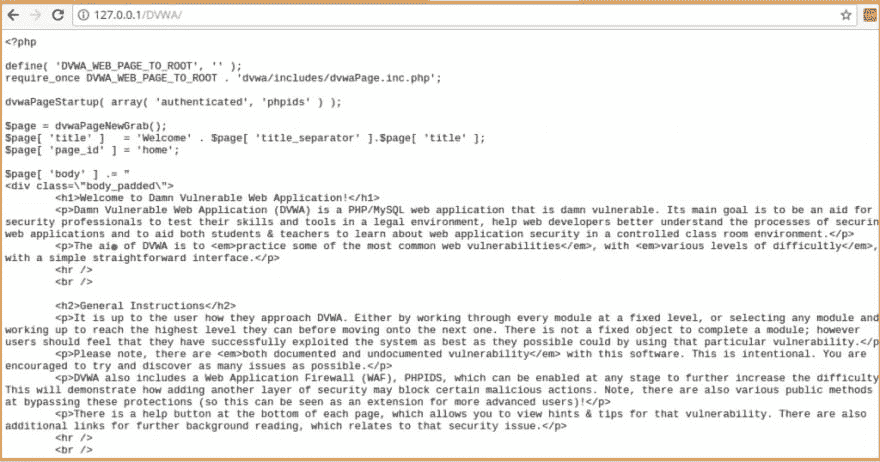 127.0.0.1/DVWA/
<?php
define( 'DVWA_WEB_PAGE_TO_ROOT', '' );
require_once DVWA_WEB_PAGE_TO_ROOT . 'dvwa/includes/dvwaPage.inc.php';
dvwaPageStartup( array( 'authenticated', 'phpids' ) );
$page = dvwaPageNewGrab();
$page[ 'title' ]   = 'Welcome' . $page[ 'title_separator' ].$page[ 'title' ];
$page[ 'page_id' ] = 'home';
$page[ 'body' ] .= "
<div class=\"body_padded\">
<h1>Welcome to Damn Vulnerable Web Application!</h1>
<p>Damn Vulnerable Web Application (DVWA) is a PHP/MySQL web application that is damn vulnerable. Its main goal is to be an aid for
security professionals to test their skills and tools in a legal environment, help web developers better understand the processes of securin
web applications and to aid both students & teachers to learn about web application security in a controlled class room environment.</p>
<p>The aim of DVWA is to <em>practice some of the most common web vulnerabilities</em>, with <em>various levels of difficultly</em>,
with a simple straightforward interface.</p>
<hr />
<br />
<h2>General Instructions</h2>
<p>It is up to the user how they approach DVWA. Either by working through every module at a fixed level, or selecting any module and
working up to reach the highest level they can before moving onto the next one. There is not a fixed object to complete a module; however
users should feel that they have successfully exploited the system as best as they possible could by using that particular vulnerability.</p
<p>Please note, there are <em>both documented and undocumented vulnerability</em> with this software. This is intentional. You are
encouraged to try and discover as many issues as possible.</p>
<p>DVWA also includes a Web Application Firewall (WAF), PHPIDS, which can be enabled at any stage to further increase the difficulty
This will demonstrate how adding another layer of security may block certain malicious actions. Note, there are also various public methods
at bypassing these protections (so this can be seen as an extension for more advanced users)!</p>
<p>There is a help button at the bottom of each page, which allows you to view hints & tips for that vulnerability. There are also
additional links for further background reading, which relates to that security issue.</p>
<hr />
<br />